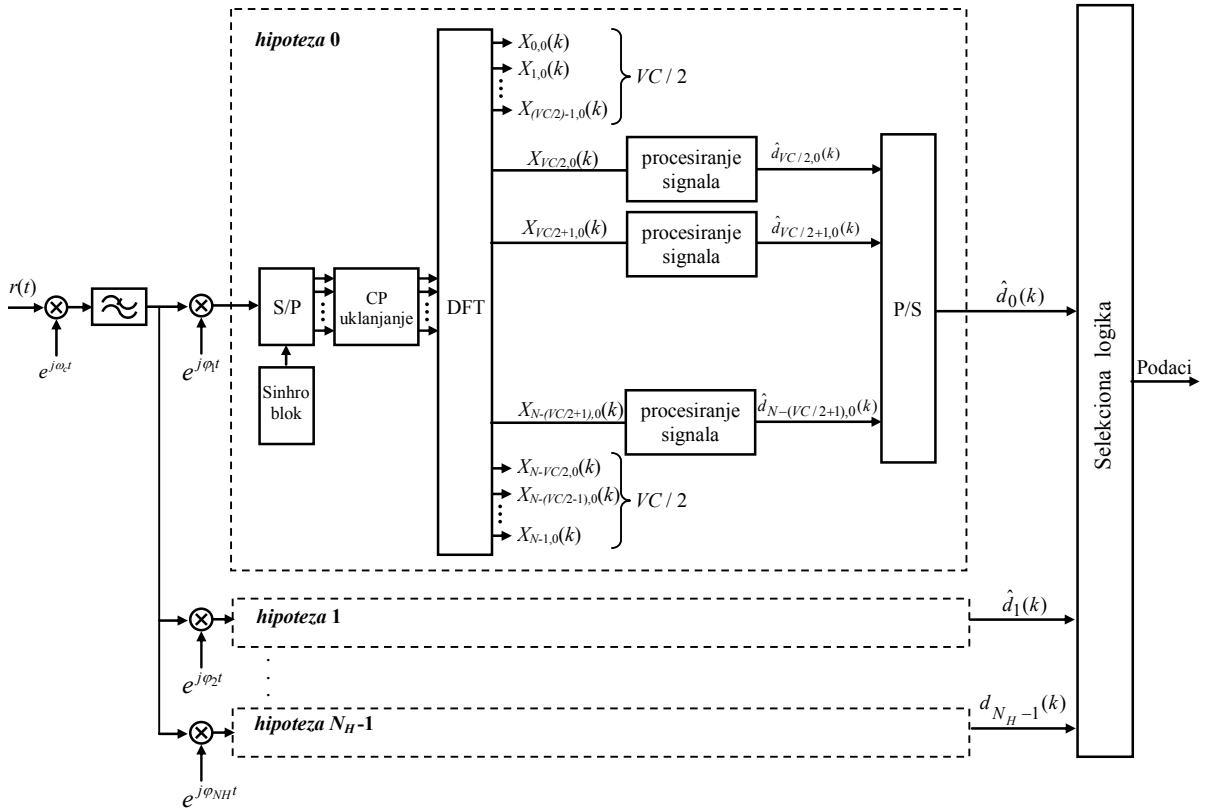 hipoteza 0
X0,0(k)
X1,0(k)
X(VC/2)-1,0(k)
VC / 2
XVC/2,0(k)
procesiranje signala
d̂VC/2,0(k)
XVC/2+1,0(k)
procesiranje signala
d̂VC/2+1,0(k)
r(t)
e^jωct
e^jφ1t
S/P
CP uklanjanje
DFT
Sinhro blok
P/S
d̂0(k)
Selekciona logika
Podaci
XN-(VC/2+1),0(k)
procesiranje signala
d̂N-(VC/2+1),0(k)
XN-VC/2,0(k)
XN-(VC/2-1),0(k)
XN-1,0(k)
VC / 2
hipoteza 1
d̂1(k)
e^jφ2t
hipoteza NH-1
dNH-1(k)
e^jφNHt